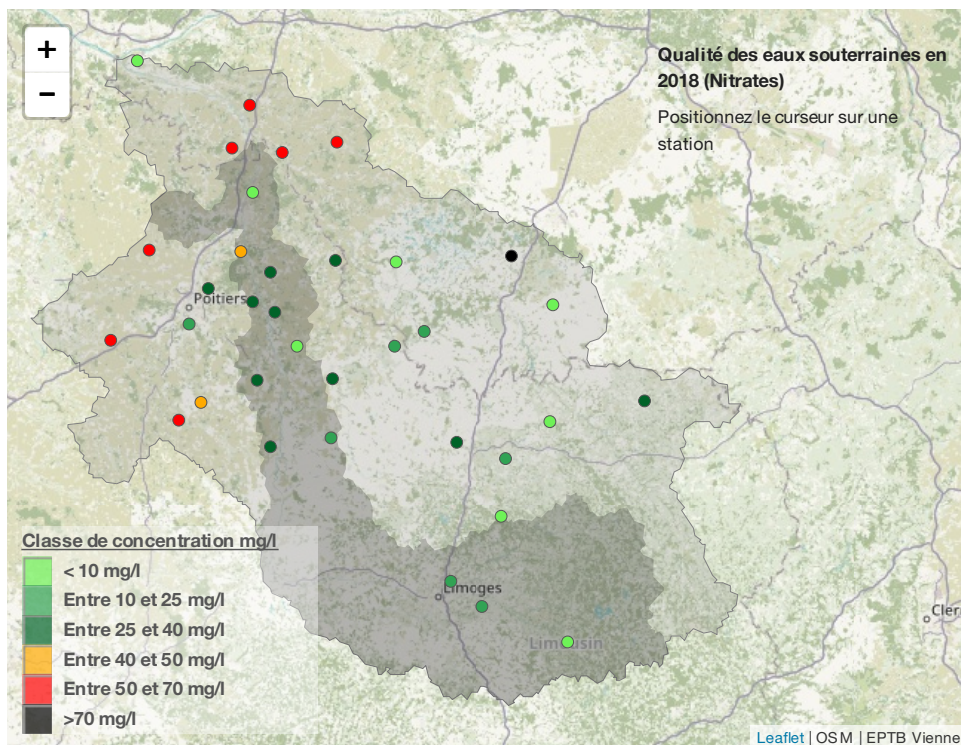 +
−
Qualité des eaux souterraines en
2018 (Nitrates)
Positionnez le curseur sur une
station
Poitiers
Classe de concentration mg/l
< 10 mg/l
Entre 10 et 25 mg/l
Entre 25 et 40 mg/l
Entre 40 et 50 mg/l
Entre 50 et 70 mg/l
>70 mg/l
Limoges
Limousin
Cler
Leaflet | OSM | EPTB Vienne